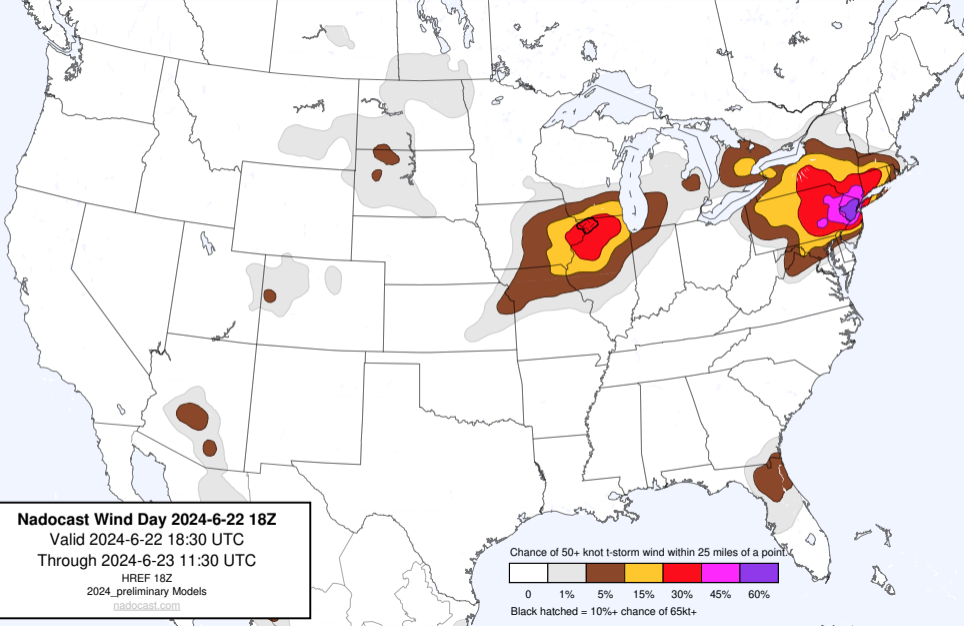 Nadocast Wind Day 2024-6-22 18Z
Valid 2024-6-22 18:30 UTC
Through 2024-6-23 11:30 UTC
HREF 18Z
2024_preliminary Models
nadocast.com
Chance of 50+ knot t-storm wind within 25 miles of a point.
0 1% 5% 15% 30% 45% 60%
Black hatched = 10%+ chance of 65kt+